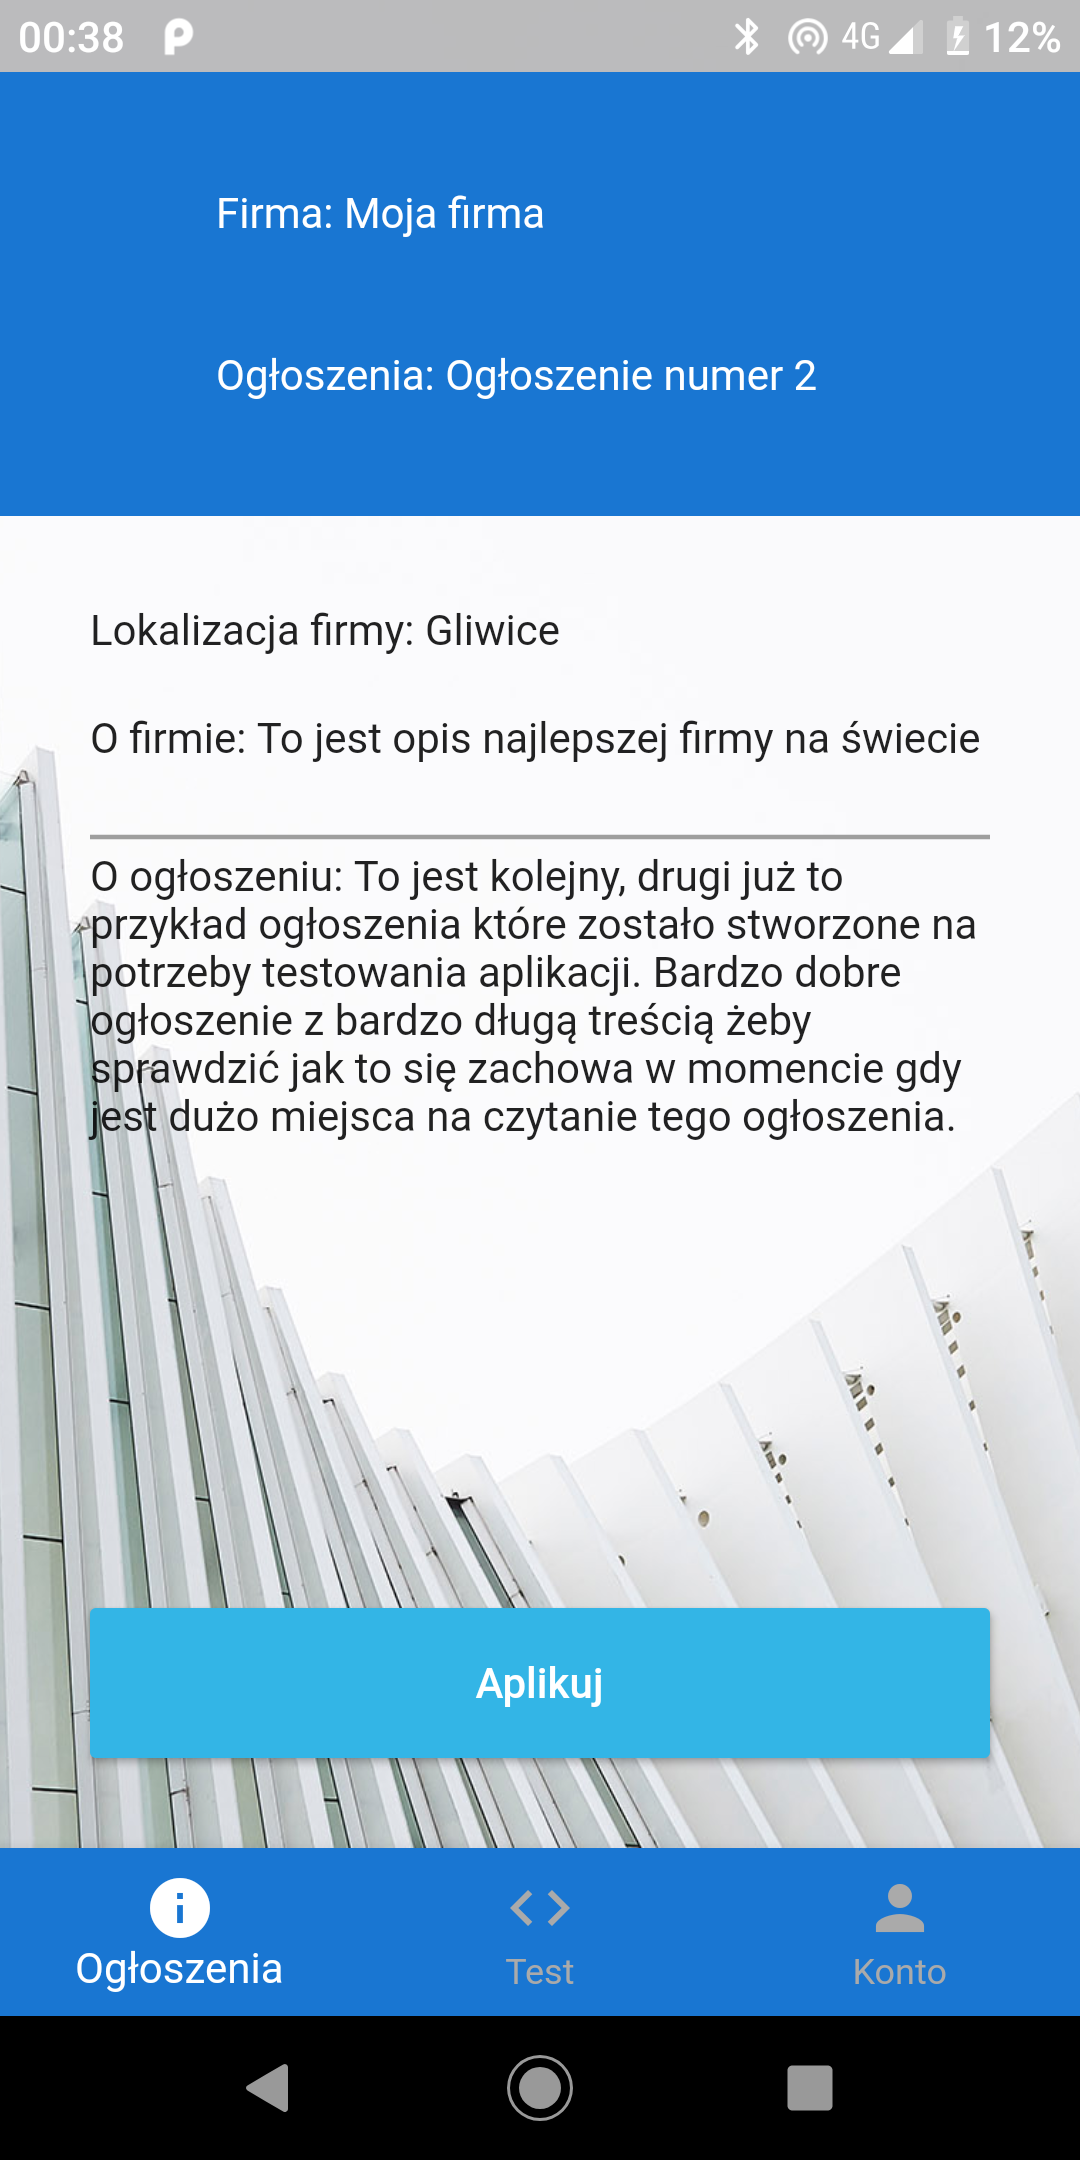 00:38
4G
12%
Firma: Moja firma
Ogłoszenia: Ogłoszenie numer 2
Lokalizacja firmy: Gliwice
O firmie: To jest opis najlepszej firmy na świecie
O ogłoszeniu: To jest kolejny, drugi już to
przykład ogłoszenia które zostało stworzone na
potrzeby testowania aplikacji. Bardzo dobre
ogłoszenie z bardzo długą treścią żeby
sprawdzić jak to się zachowa w momencie gdy
jest dużo miejsca na czytanie tego ogłoszenia.
Aplikuj
Ogłoszenia
Test
Konto